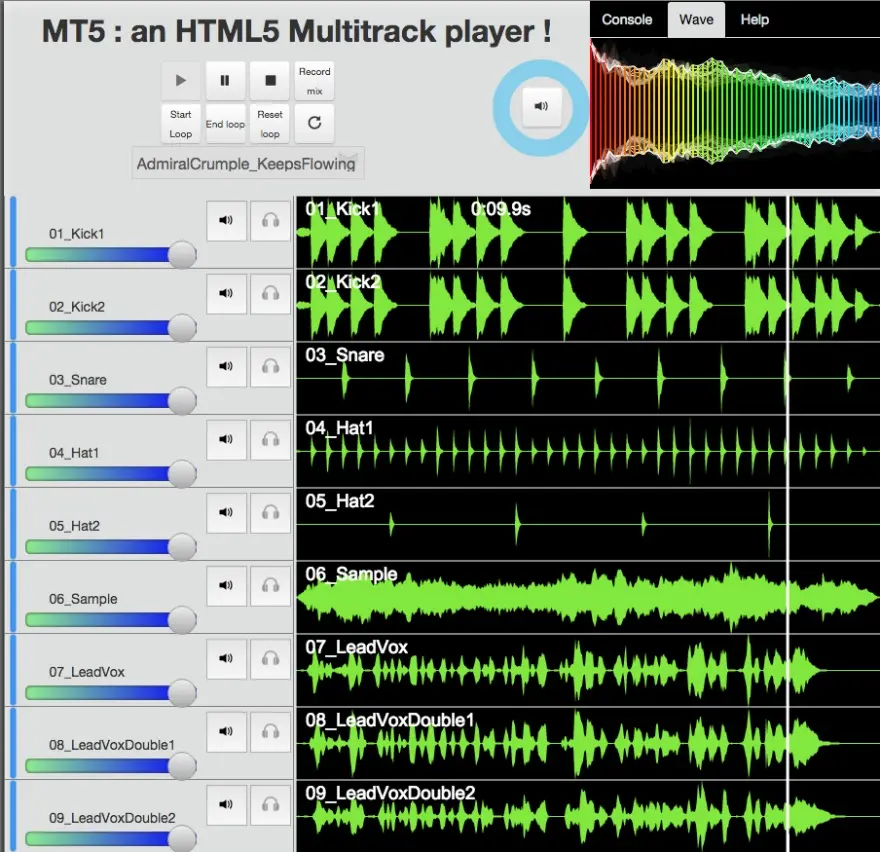 MT5 : an HTML5 Multitrack player !
Console Wave Help
Record mix
Start Loop
End loop
Reset loop
AdmiralCrumple_KeepsFlowing
01_Kick1
01_Kick1 0:09.9s
02_Kick2
02_Kick2
03_Snare
03_Snare
04_Hat1
04_Hat1
05_Hat2
05_Hat2
06_Sample
06_Sample
07_LeadVox
07_LeadVox
08_LeadVoxDouble1
08_LeadVoxDouble1
09_LeadVoxDouble2
09_LeadVoxDouble2